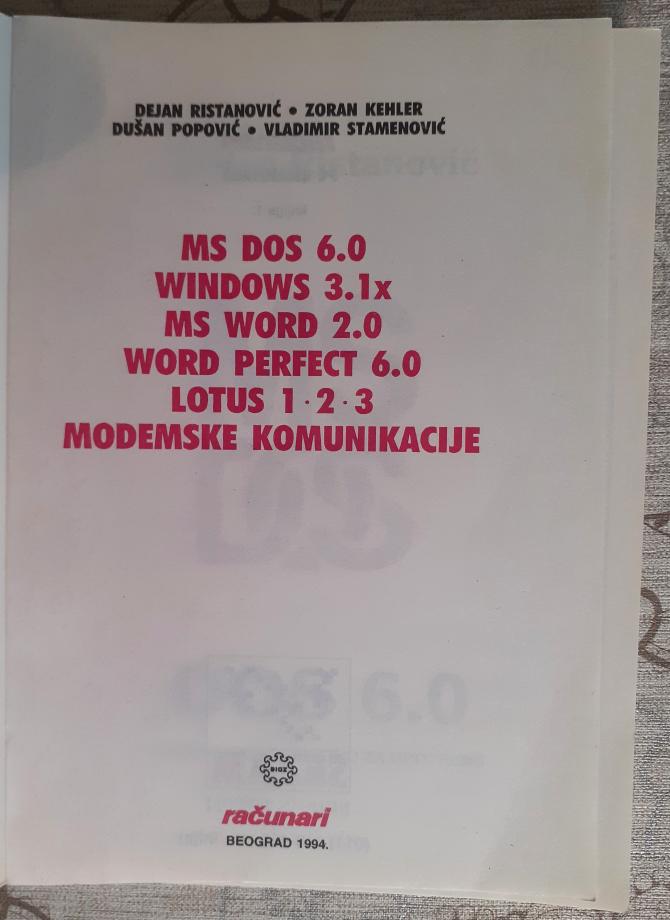 DEJAN RISTANOVIĆ • ZORAN KEHLER
DUŠAN POPOVIĆ • VLADIMIR STAMENOVIĆ
MS DOS 6.0
WINDOWS 3.1x
MS WORD 2.0
WORD PERFECT 6.0
LOTUS 1·2·3
MODEMSKE KOMUNIKACIJE
BIGZ
računari
BEOGRAD 1994.